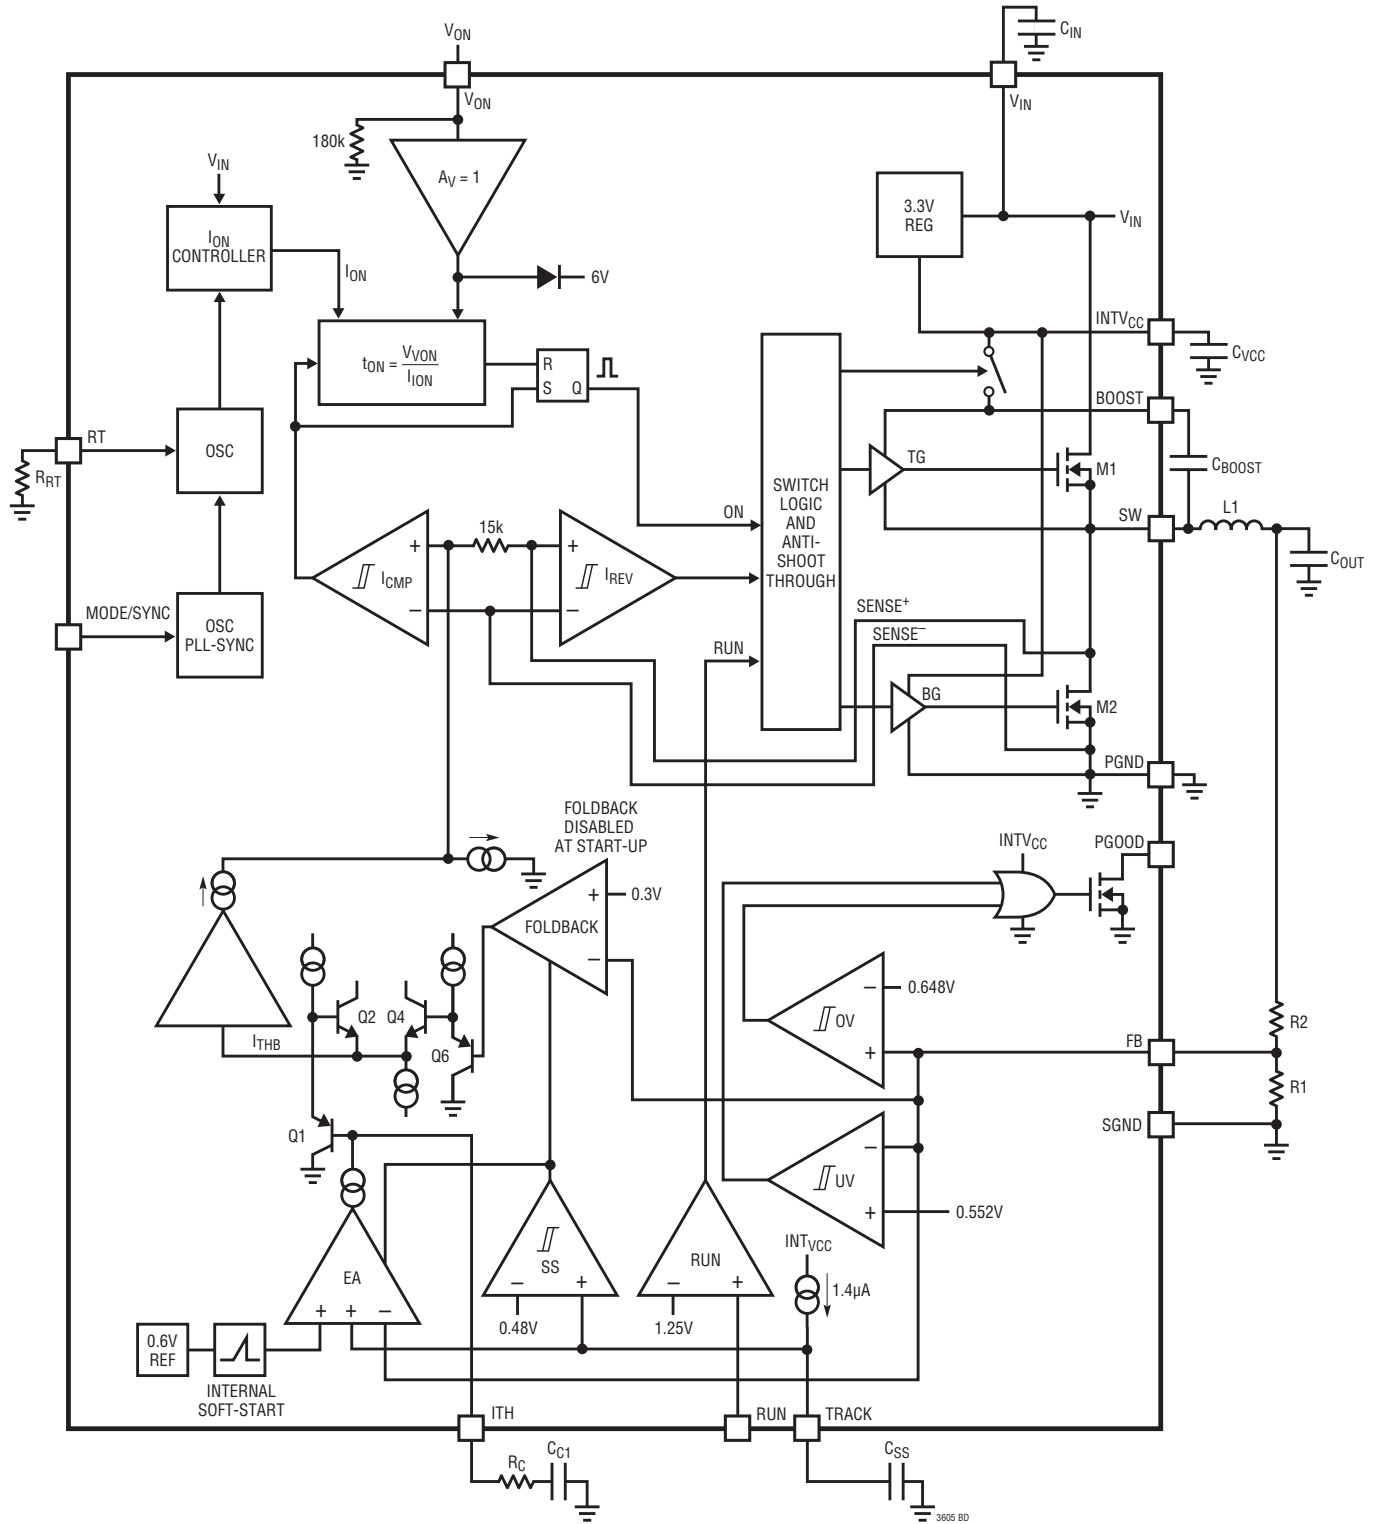 VON
CIN
VON
VIN
180k
AV = 1
VIN
3.3V
REG
VIN
ION
CONTROLLER
ION
6V
INTVCC
CVCC
tON = VVON
IION
R
S Q
BOOST
RT
OSC
RRT
TG
M1
CBOOST
SWITCH
LOGIC
AND
ANTI-
SHOOT
THROUGH
ON
SW
L1
15k
+
+
ICMP
IREV
COUT
–
–
MODE/SYNC
OSC
PLL-SYNC
SENSE+
SENSE–
RUN
BG
M2
PGND
FOLDBACK
DISABLED
AT START-UP
INTVCC
PGOOD
+
0.3V
FOLDBACK
–
–
0.648V
Q2
Q4
OV
R2
ITHB
Q6
+
FB
R1
Q1
SGND
–
UV
+
0.552V
INTVCC
EA
SS
RUN
1.4µA
+ + –
– +
– +
0.48V
1.25V
0.6V
REF
INTERNAL
SOFT-START
ITH
RUN
TRACK
RC
CC1
CSS
3605 BD